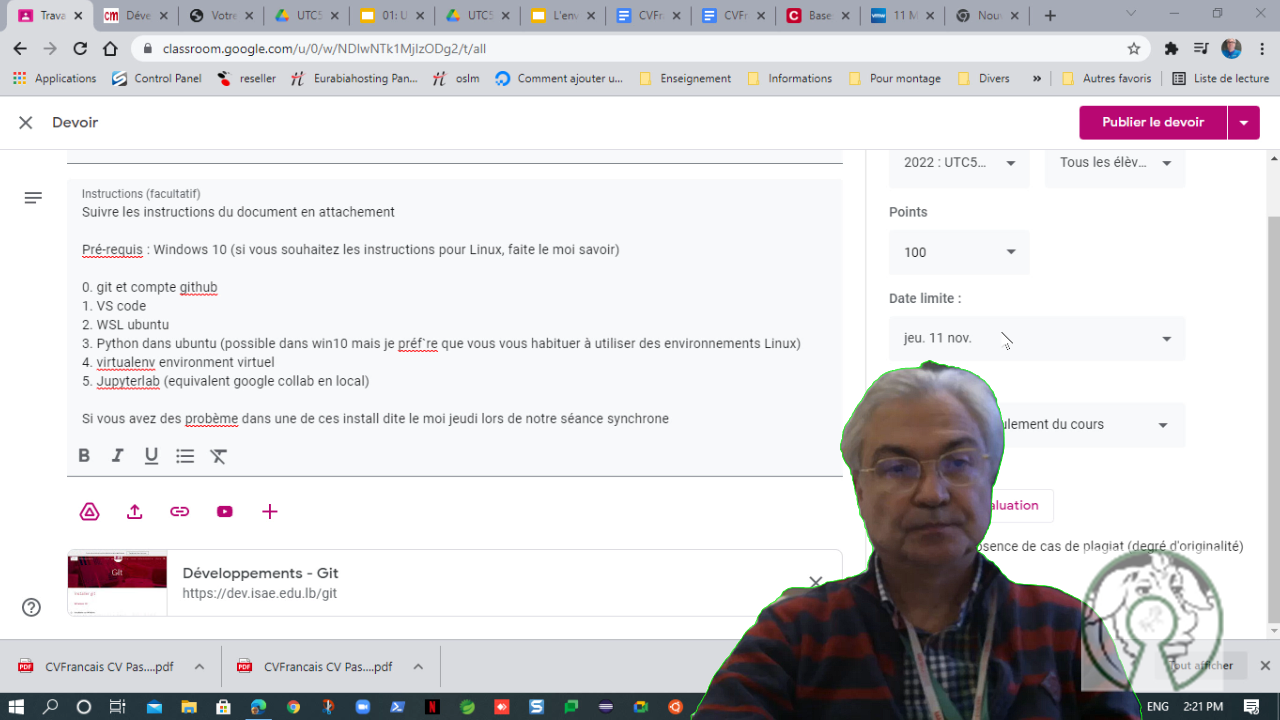 Trava
Déve
Votre
UTC5
01: U
UTC5
L'env
CVFr
CVFr
Base
11 M
Nouv
classroom.google.com/u/0/w/NDIwNTk1MjIzODg2/t/all
Applications
Control Panel
reseller
Eurabiahosting Pan...
oslm
Comment ajouter u...
Enseignement
Informations
Pour montage
Divers
»
Autres favoris
Liste de lecture
Devoir
Publier le devoir
2022 : UTC5...
Tous les élèv...
Instructions (facultatif)
Suivre les instructions du document en attachement
Pré-requis : Windows 10 (si vous souhaitez les instructions pour Linux, faite le moi savoir)
0. git et compte github
1. VS code
2. WSL ubuntu
3. Python dans ubuntu (possible dans win10 mais je préf`re que vous vous habituer à utiliser des environnements Linux)
4. virtualenv environment virtuel
5. Jupyterlab (equivalent google collab en local)
Si vous avez des probème dans une de ces install dite le moi jeudi lors de notre séance synchrone
B I U
Points
100
Date limite :
jeu. 11 nov.
ulement du cours
aluation
osence de cas de plagiat (degré d'originalité)
Git
Développements - Git
https://dev.isae.edu.lb/git
CVFrancais CV Pas....pdf
CVFrancais CV Pas....pdf
Tout afficher
ENG
2:21 PM